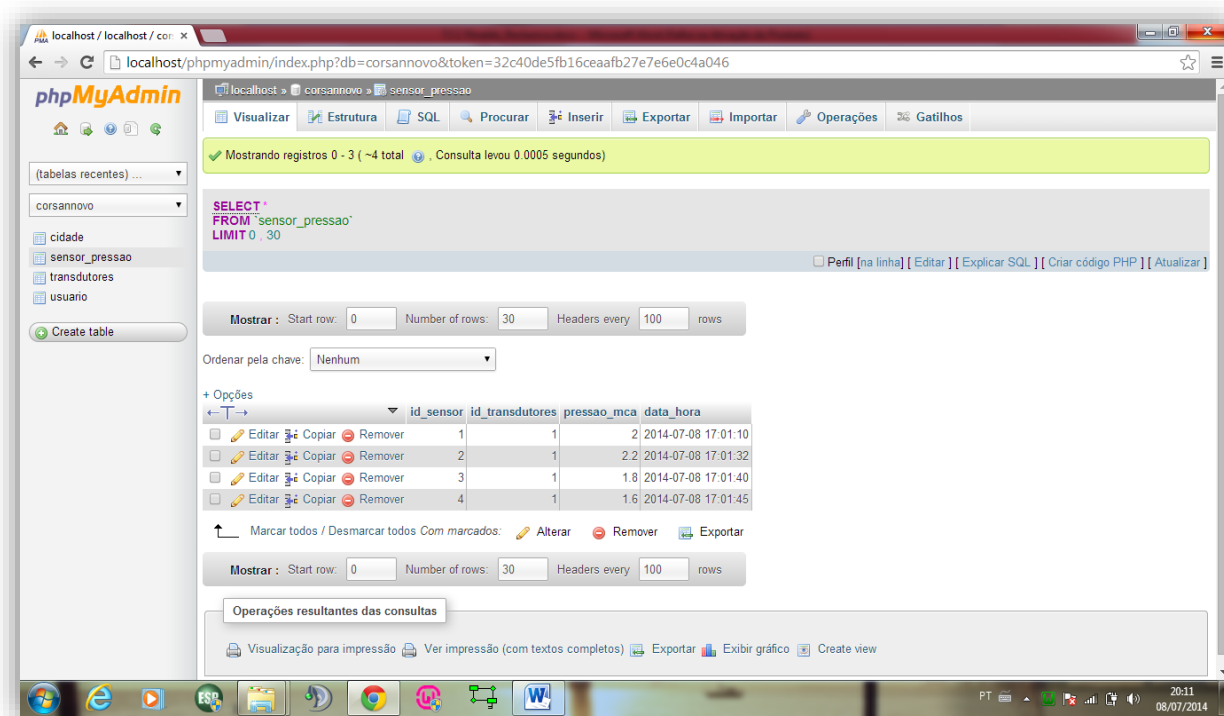 localhost / localhost / cor
localhost/phpmyadmin/index.php?db=corsannovo&token=32c40de5fb16ceaafb27e7e6e0c4a046
phpMyAdmin
(tabelas recentes) ...
corsannovo
cidade
sensor_pressao
transdutores
usuario
Create table
localhost » corsannovo » sensor_pressao
Visualizar Estrutura SQL Procurar Inserir Exportar Importar Operações Gatilhos
Mostrando registros 0 - 3 ( ~4 total , Consulta levou 0.0005 segundos)
SELECT *
FROM `sensor_pressao`
LIMIT 0 , 30
Perfil [na linha] [ Editar ] [ Explicar SQL ] [ Criar código PHP ] [ Atualizar ]
Mostrar : Start row: 0 Number of rows: 30 Headers every 100 rows
Ordenar pela chave: Nenhum
+ Opções
←T→ id_sensor id_transdutores pressao_mca data_hora
Editar Copiar Remover 1 1 2 2014-07-08 17:01:10
Editar Copiar Remover 2 1 2.2 2014-07-08 17:01:32
Editar Copiar Remover 3 1 1.8 2014-07-08 17:01:40
Editar Copiar Remover 4 1 1.6 2014-07-08 17:01:45
Marcar todos / Desmarcar todos Com marcados: Alterar Remover Exportar
Mostrar : Start row: 0 Number of rows: 30 Headers every 100 rows
Operações resultantes das consultas
Visualização para impressão Ver impressão (com textos completos) Exportar Exibir gráfico Create view
PT 20:11
08/07/2014